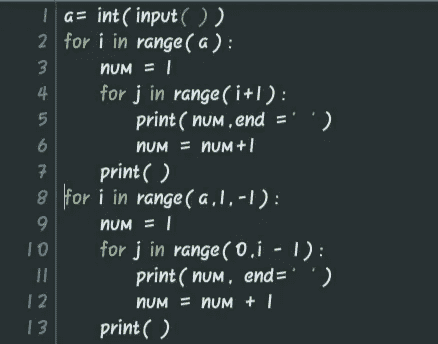 1 a= int(input( ))
2 for i in range(a):
3     num = 1
4     for j in range(i+1):
5         print(num,end =' ')
6         num = num+1
7     print( )
8 for i in range(a,1,-1):
9     num = 1
10     for j in range(0,i - 1):
11         print(num, end=' ')
12         num = num + 1
13     print( )